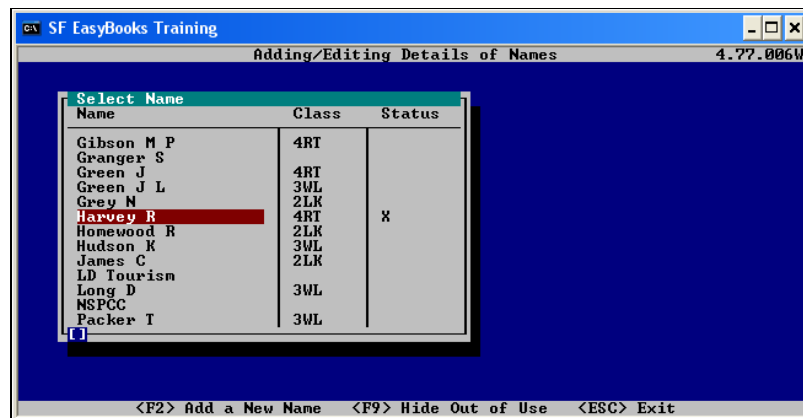 SF EasyBooks Training
Adding/Editing Details of Names 4.77.006W
Select Name
Name Class Status
Gibson M P 4RT
Granger S
Green J 4RT
Green J L 3WL
Grey N 2LK
Harvey R 4RT X
Homewood R 2LK
Hudson K 3WL
James C 2LK
LD Tourism
Long D 3WL
NSPCC
Packer T 3WL
[ ]
<F2> Add a New Name <F9> Hide Out of Use <ESC> Exit